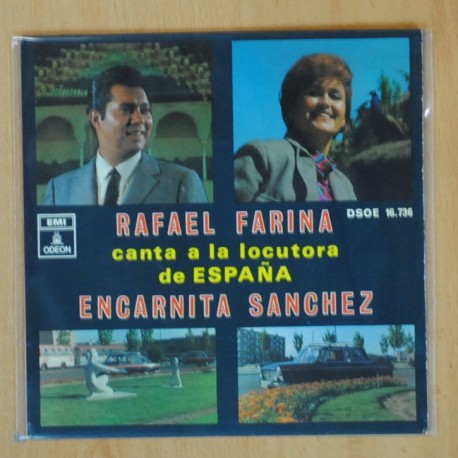 RAFAEL FARINA
DSOE 16.736
EMI
ODEON
canta a la locutora
de ESPAÑA
ENCARNITA SANCHEZ